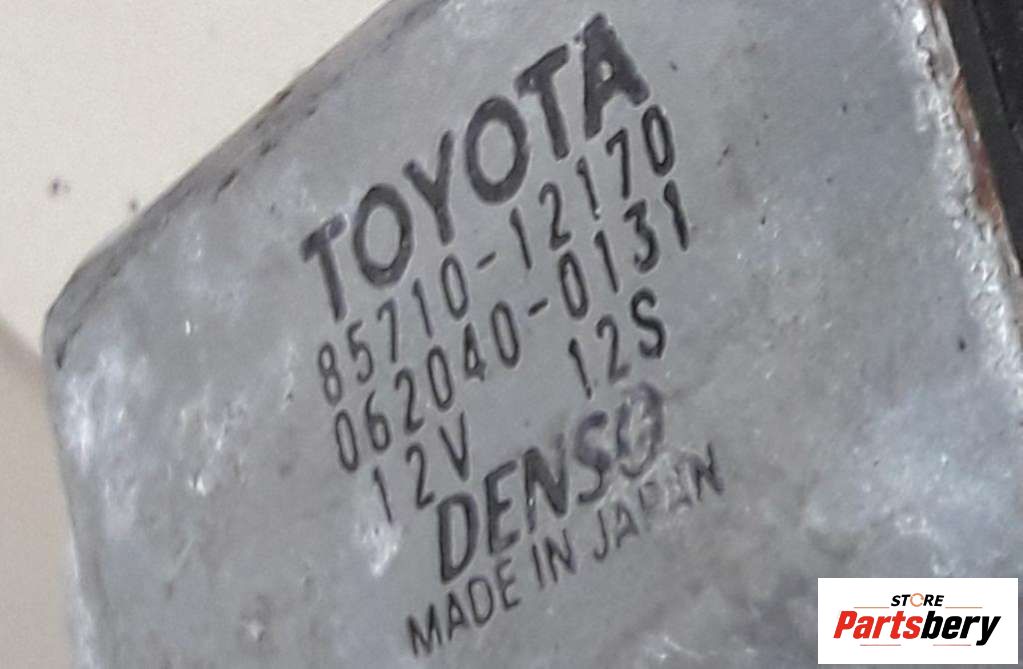 TOYOTA
85710-12170
062040-0131
12V 12S
DENSO
MADE IN JAPAN
STORE
Partsbery